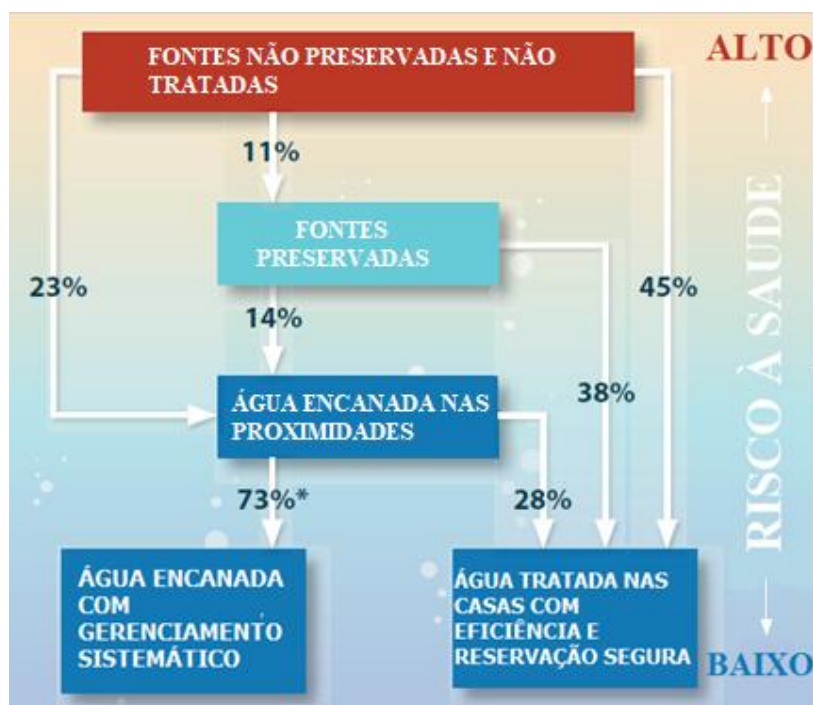 FONTES NÃO PRESERVADAS E NÃO
TRATADAS
ALTO
11%
FONTES
PRESERVADAS
23%
45%
14%
38%
ÁGUA ENCANADA NAS
PROXIMIDADES
73%*
28%
RISCO À SAUDE
ÁGUA ENCANADA
COM
GERENCIAMENTO
SISTEMÁTICO
ÁGUA TRATADA NAS
CASAS COM
EFICIÊNCIA E
RESERVAÇÃO SEGURA
BAIXO